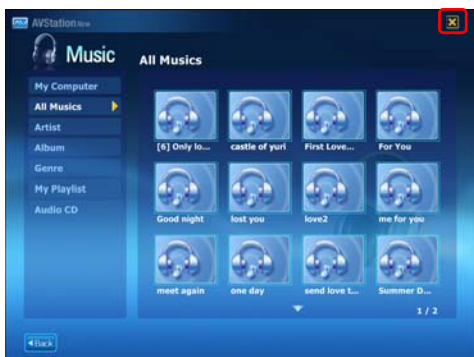 AVStation Now
Music
All Musics
My Computer
All Musics
Artist
Album
Genre
My Playlist
Audio CD
[6] Only lo... castle of yuri First Love... For You
Good night lost you love2 me for you
meet again one day send love t... Summer D...
1 / 2
Back